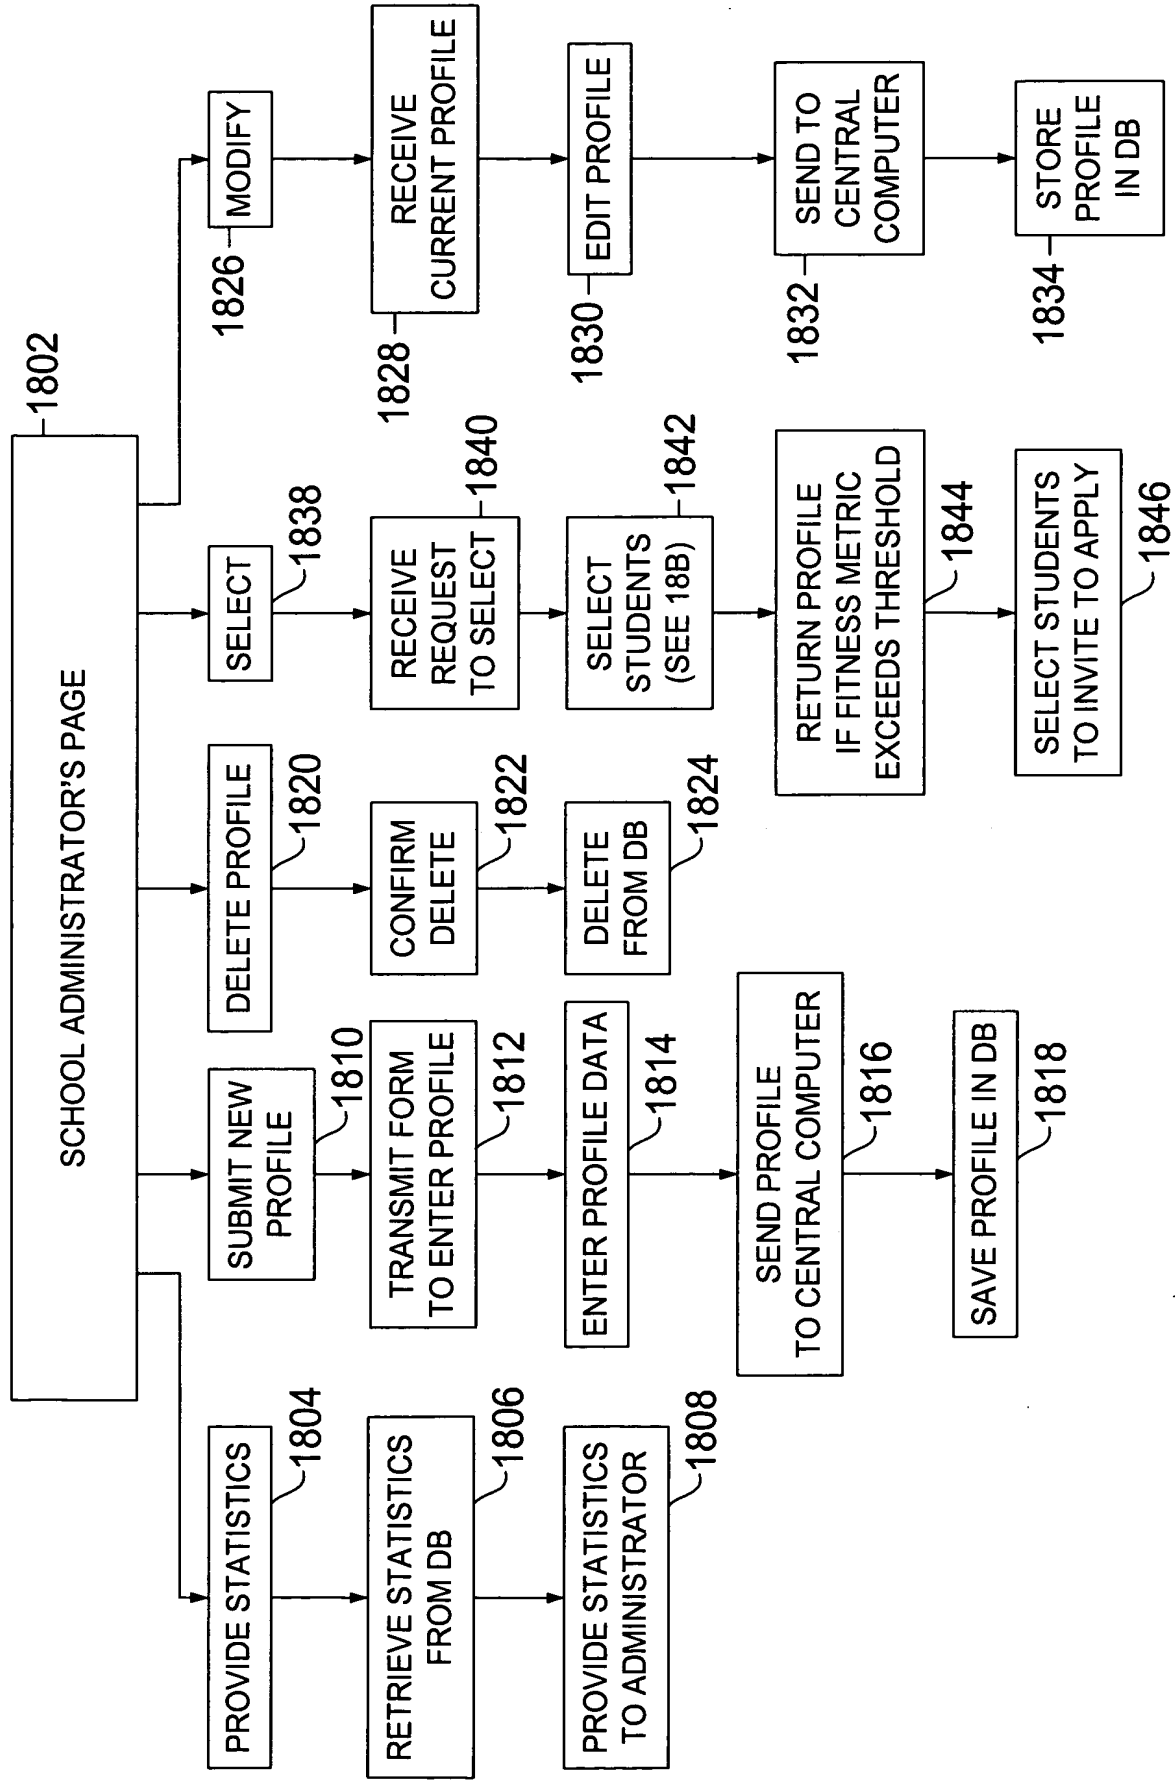 SCHOOL ADMINISTRATOR'S PAGE
1802
PROVIDE STATISTICS
1804
RETRIEVE STATISTICS
FROM DB
1806
PROVIDE STATISTICS
TO ADMINISTRATOR
1808
SUBMIT NEW
PROFILE
1810
TRANSMIT FORM
TO ENTER PROFILE
1812
ENTER PROFILE DATA
1814
SEND PROFILE
TO CENTRAL COMPUTER
1816
SAVE PROFILE IN DB
1818
DELETE PROFILE
1820
CONFIRM
DELETE
1822
DELETE
FROM DB
1824
SELECT
1838
RECEIVE
REQUEST
TO SELECT
1840
SELECT
STUDENTS
(SEE 18B)
1842
RETURN PROFILE
IF FITNESS METRIC
EXCEEDS THRESHOLD
1844
SELECT STUDENTS
TO INVITE TO APPLY
1846
MODIFY
1826
RECEIVE
CURRENT PROFILE
1828
EDIT PROFILE
1830
SEND TO
CENTRAL
COMPUTER
1832
STORE
PROFILE
IN DB
1834